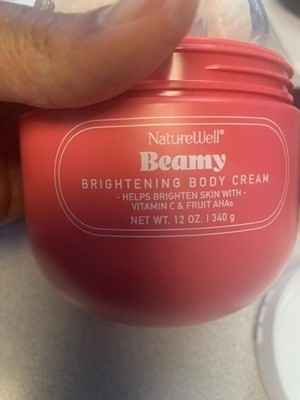 NatureWell®
Beamy
BRIGHTENING BODY CREAM
- HELPS BRIGHTEN SKIN WITH -
VITAMIN C & FRUIT AHAs
NET WT. 12 OZ. | 340 g